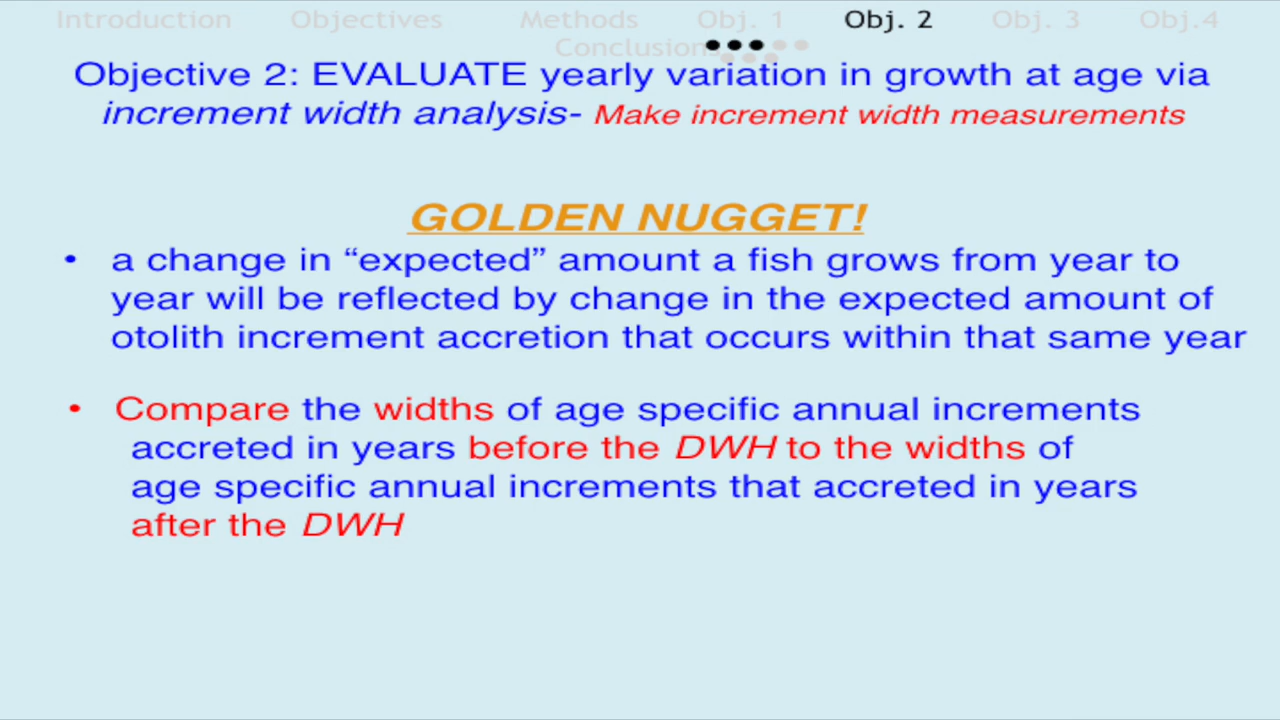 Introduction Objectives Methods Obj. 1 Obj. 2 Obj. 3 Obj.4
Conclusions
Objective 2: EVALUATE yearly variation in growth at age via
increment width analysis- Make increment width measurements
GOLDEN NUGGET!
• a change in “expected” amount a fish grows from year to
year will be reflected by change in the expected amount of
otolith increment accretion that occurs within that same year
• Compare the widths of age specific annual increments
accreted in years before the DWH to the widths of
age specific annual increments that accreted in years
after the DWH